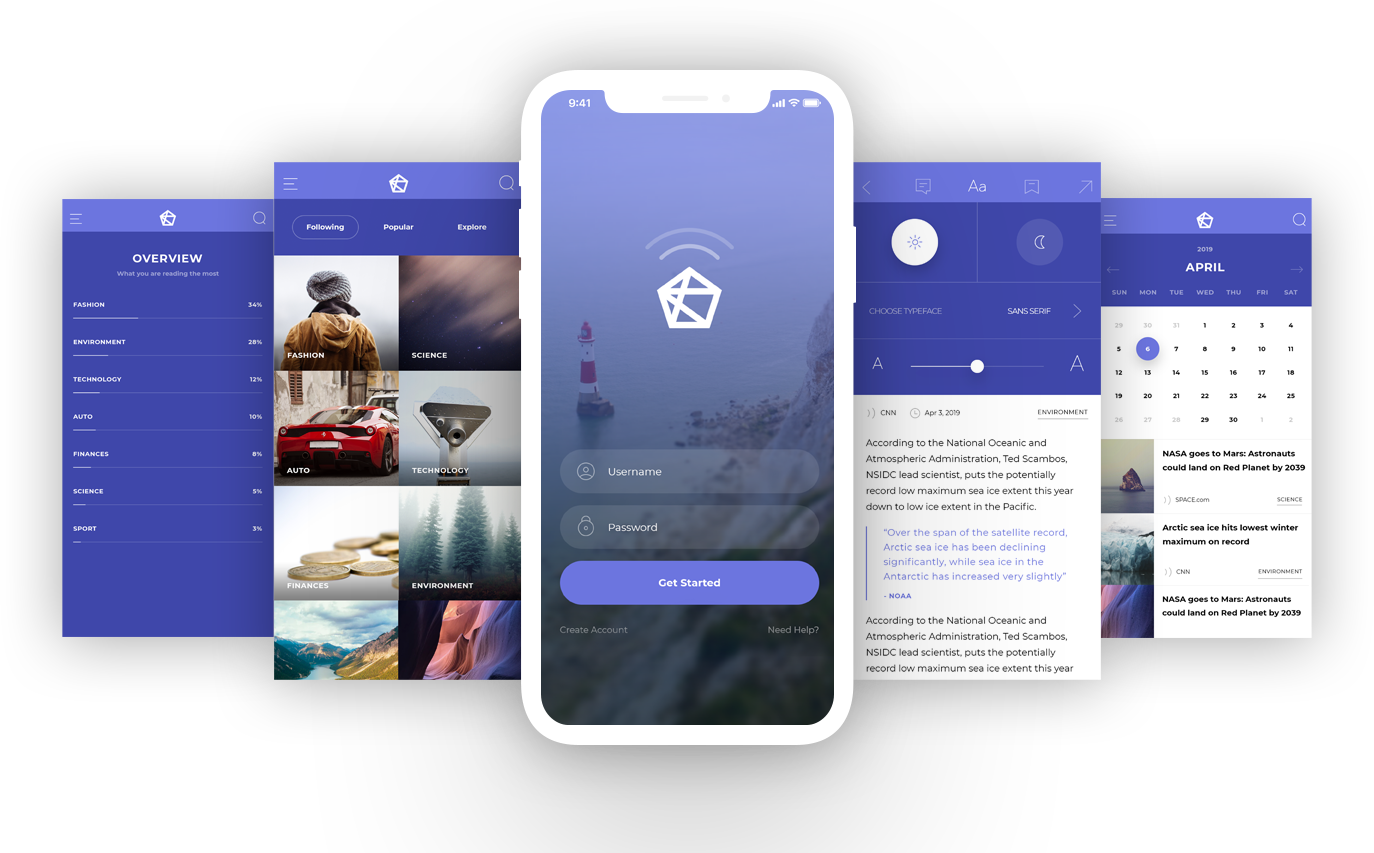 OVERVIEW
What you are reading the most
FASHION 34%
ENVIRONMENT 28%
TECHNOLOGY 12%
AUTO 10%
FINANCES 8%
SCIENCE 5%
SPORT 3%
Following Popular Explore
FASHION SCIENCE
AUTO TECHNOLOGY
FINANCES ENVIRONMENT
9:41
Username
Password
Get Started
Create Account Need Help?
Aa
CHOOSE TYPEFACE SANS SERIF
A A
CNN Apr 3, 2019 ENVIRONMENT
According to the National Oceanic and
Atmospheric Administration, Ted Scambos,
NSIDC lead scientist, puts the potentially
record low maximum sea ice extent this year
down to low ice extent in the Pacific.
“Over the span of the satellite record,
Arctic sea ice has been declining
significantly, while sea ice in the
Antarctic has increased very slightly”
- NOAA
According to the National Oceanic and
Atmospheric Administration, Ted Scambos,
NSIDC lead scientist, puts the potentially
record low maximum sea ice extent this year
2019
APRIL
SUN MON TUE WED THU FRI SAT
29 30 31 1 2 3 4
5 6 7 8 9 10 11
12 13 14 15 16 17 18
19 20 21 22 23 24 25
26 27 28 29 30 1 2
NASA goes to Mars: Astronauts
could land on Red Planet by 2039
SPACE.com SCIENCE
Arctic sea ice hits lowest winter
maximum on record
CNN ENVIRONMENT
NASA goes to Mars: Astronauts
could land on Red Planet by 2039